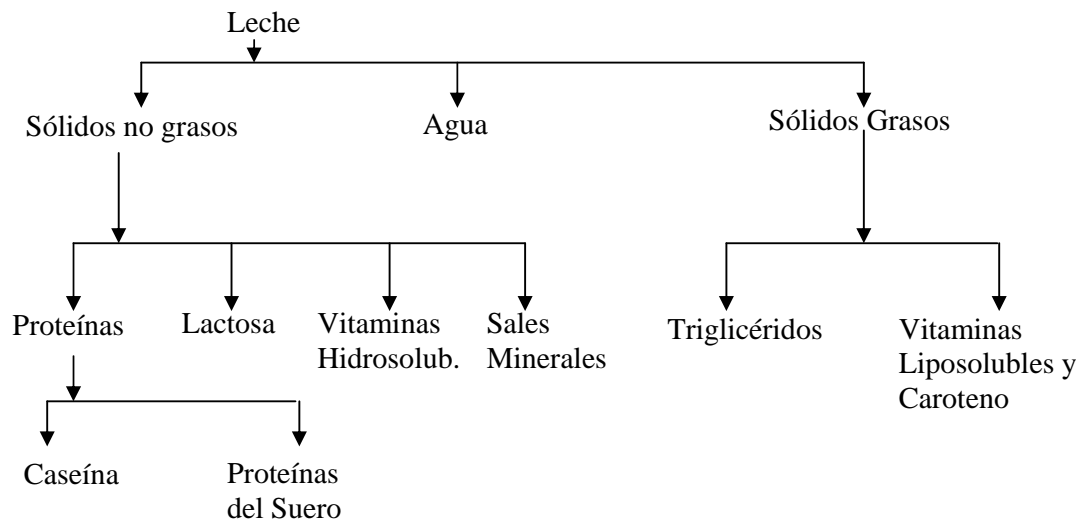 Leche
Sólidos no grasos
Agua
Sólidos Grasos
Proteínas
Lactosa
Vitaminas
Hidrosolub.
Sales
Minerales
Triglicéridos
Vitaminas
Liposolubles y
Caroteno
Caseína
Proteínas
del Suero